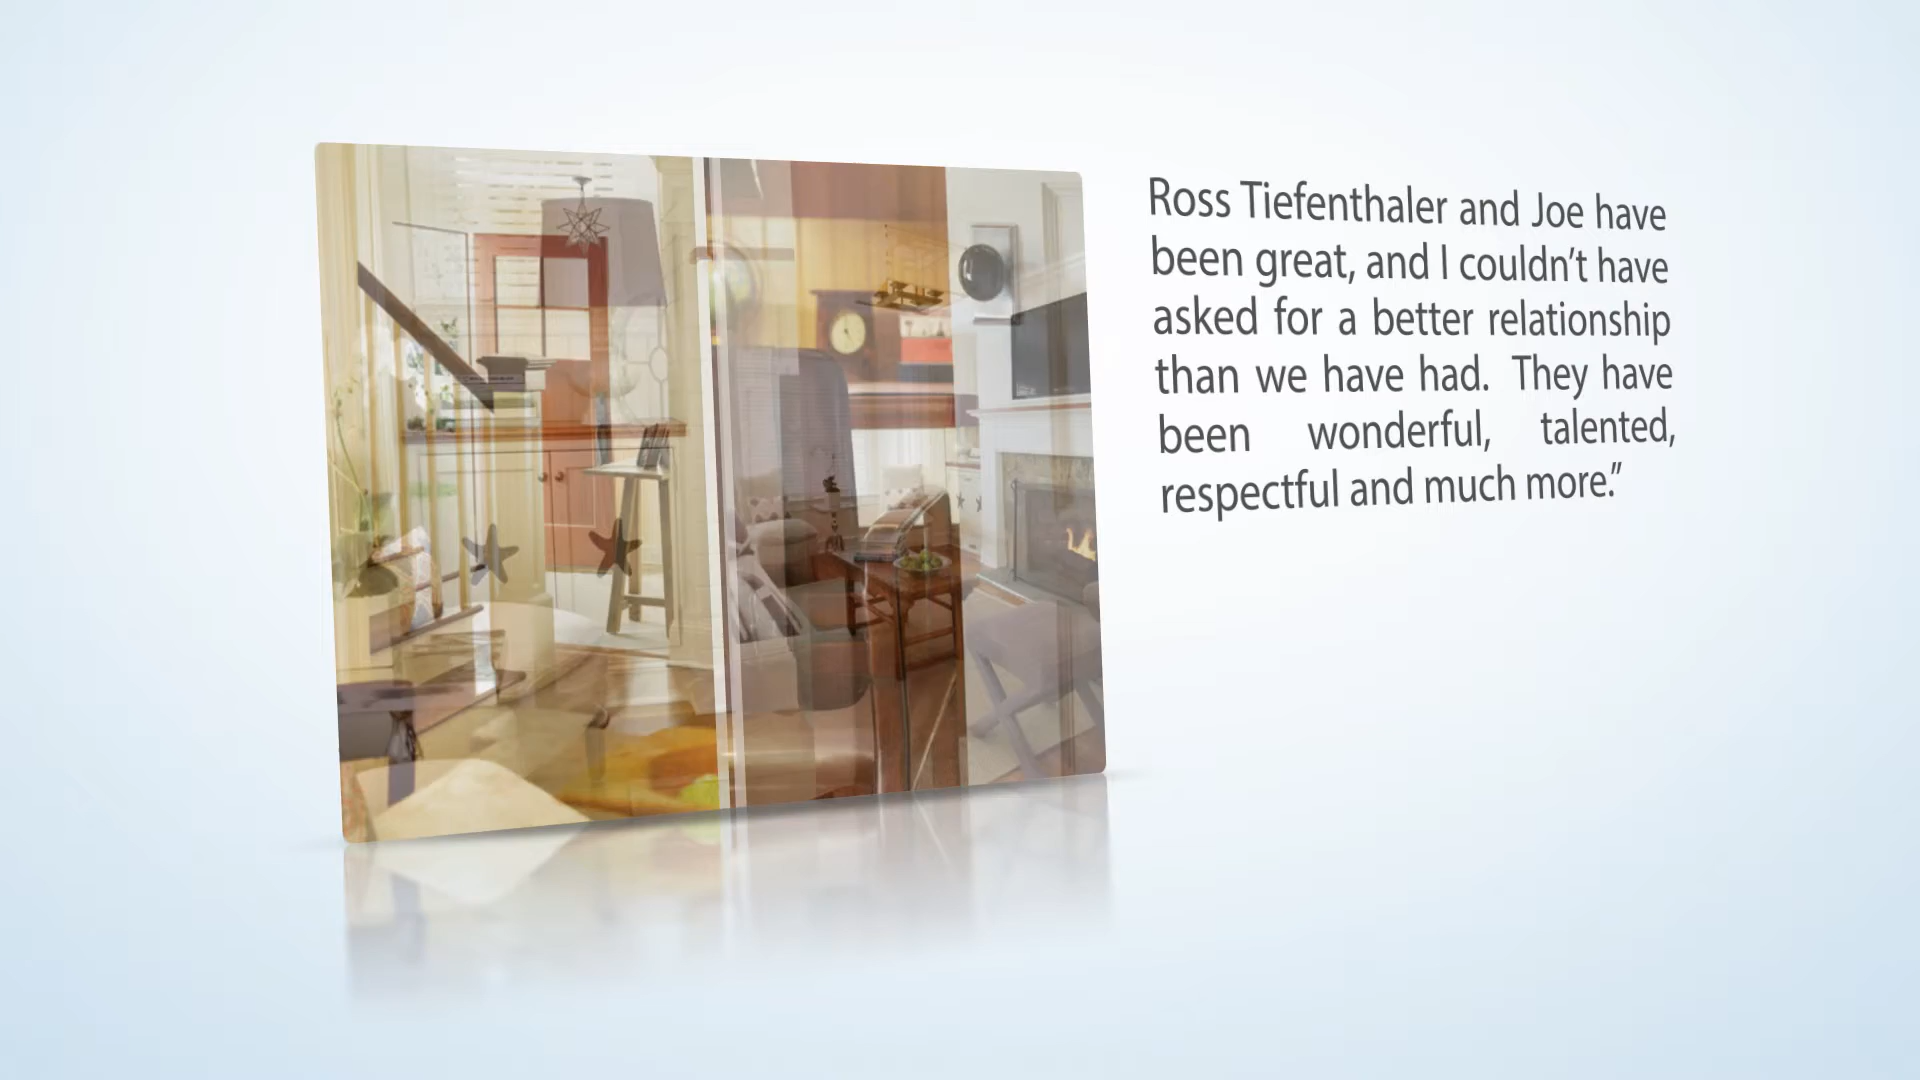 Ross Tiefenthaler and Joe have
been great, and I couldn’t have
asked for a better relationship
than we have had.  They have
been wonderful, talented,
respectful and much more.”